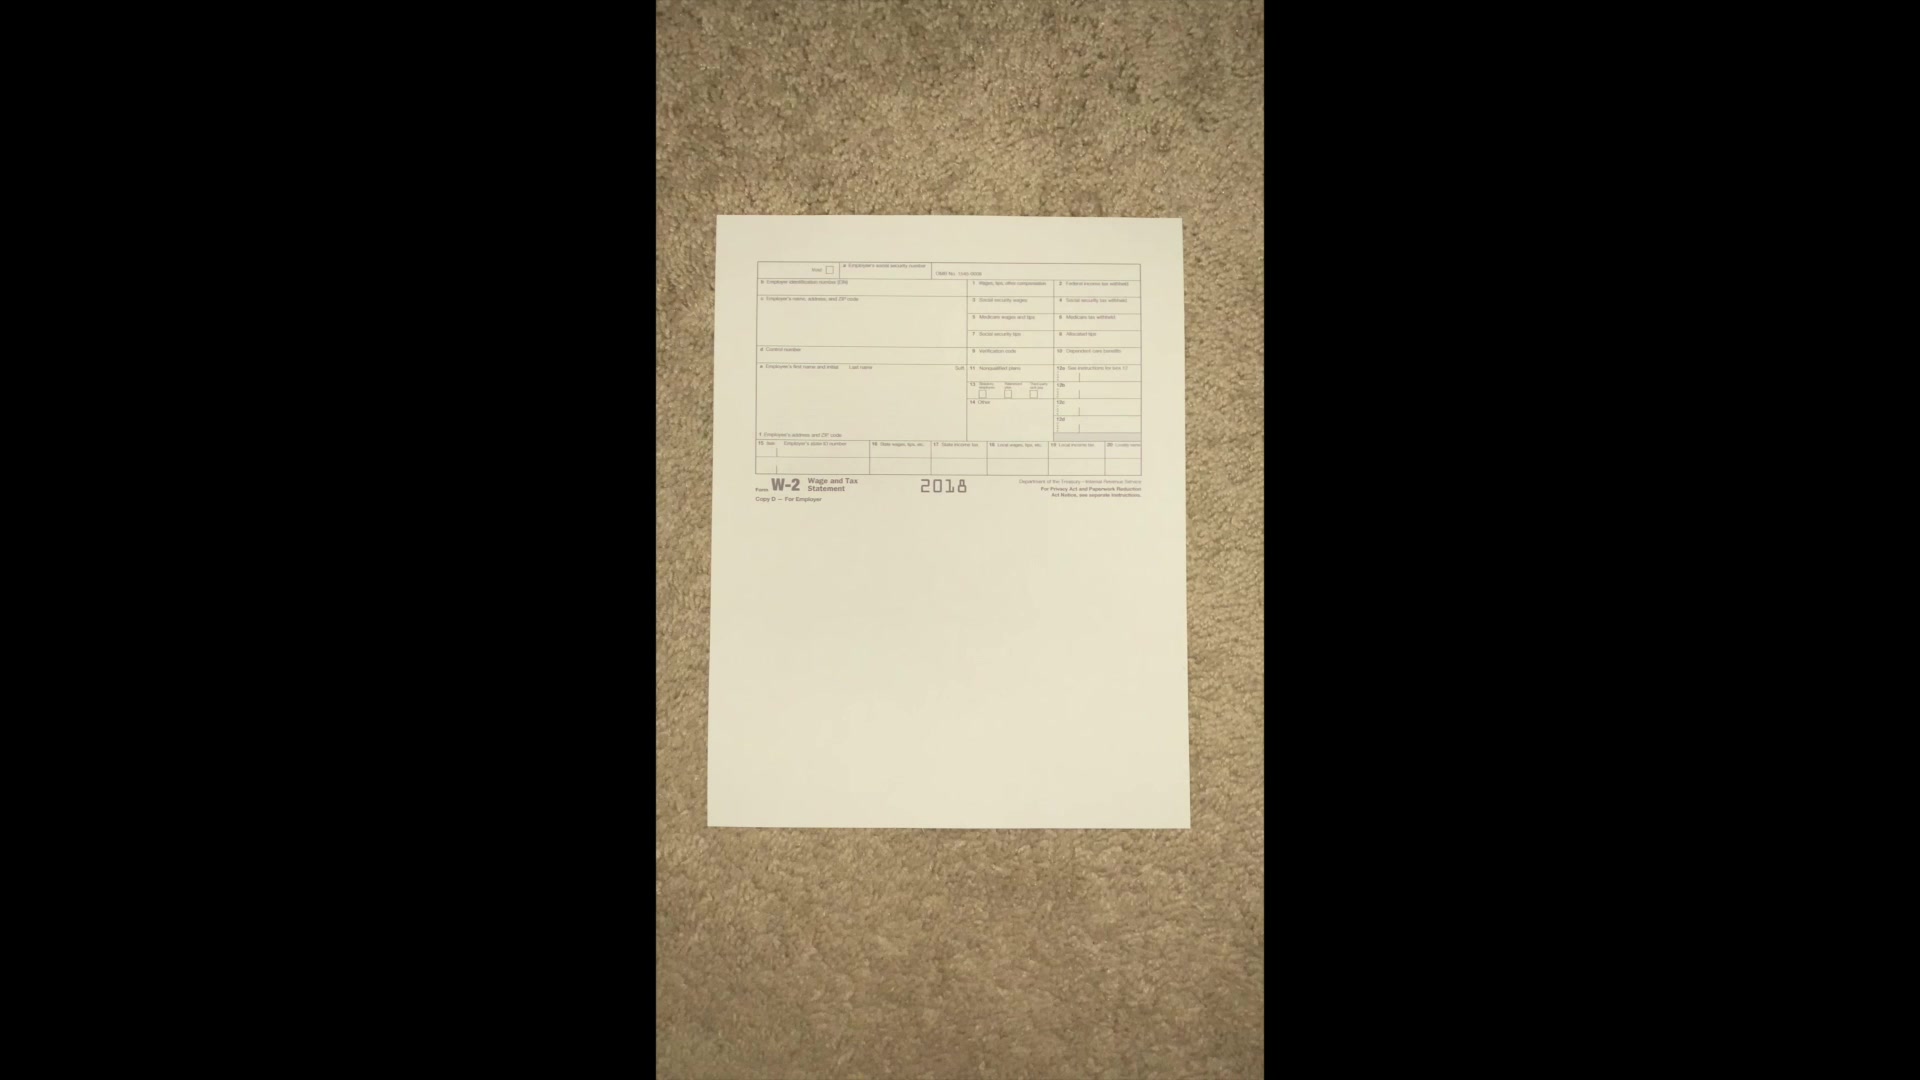 Void
a Employee's social security number
OMB No. 1545-0008
b Employer identification number (EIN)
1 Wages, tips, other compensation
2 Federal income tax withheld
c Employer's name, address, and ZIP code
3 Social security wages
4 Social security tax withheld
5 Medicare wages and tips
6 Medicare tax withheld
7 Social security tips
8 Allocated tips
d Control number
9 Verification code
10 Dependent care benefits
e Employee's first name and initial Last name Suff.
11 Nonqualified plans
12a See instructions for box 12
13 Statutory employee Retirement plan Third-party sick pay
12b
14 Other
12c
12d
f Employee's address and ZIP code
15 State Employer's state ID number
16 State wages, tips, etc.
17 State income tax
18 Local wages, tips, etc.
19 Local income tax
20 Locality name
Form W-2 Wage and Tax Statement
2018
Department of the Treasury—Internal Revenue Service
For Privacy Act and Paperwork Reduction
Act Notice, see separate instructions.
Copy D — For Employer